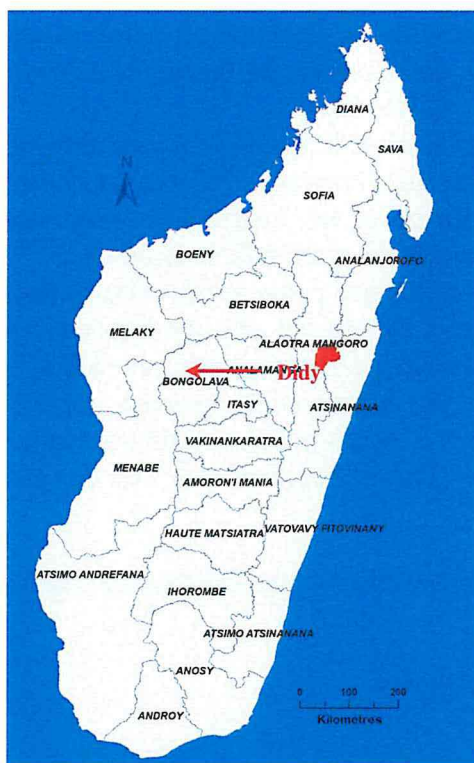 DIANA
SAVA
N
SOFIA
ANALANJOROFO
BOENY
BETSIBOKA
MELAKY
ALAOTRA MANGORO
ANALAMANGA
Didy
BONGOLAVA
ITASY
ATSINANANA
VAKINANKARATRA
MENABE
AMORON'I MANIA
HAUTE MATSIATRA
VATOVAVY FITOVINANY
ATSIMO ANDREFANA
IHOROMBE
ATSIMO ATSINANANA
ANOSY
ANDROY
0 100 200
Kilometres